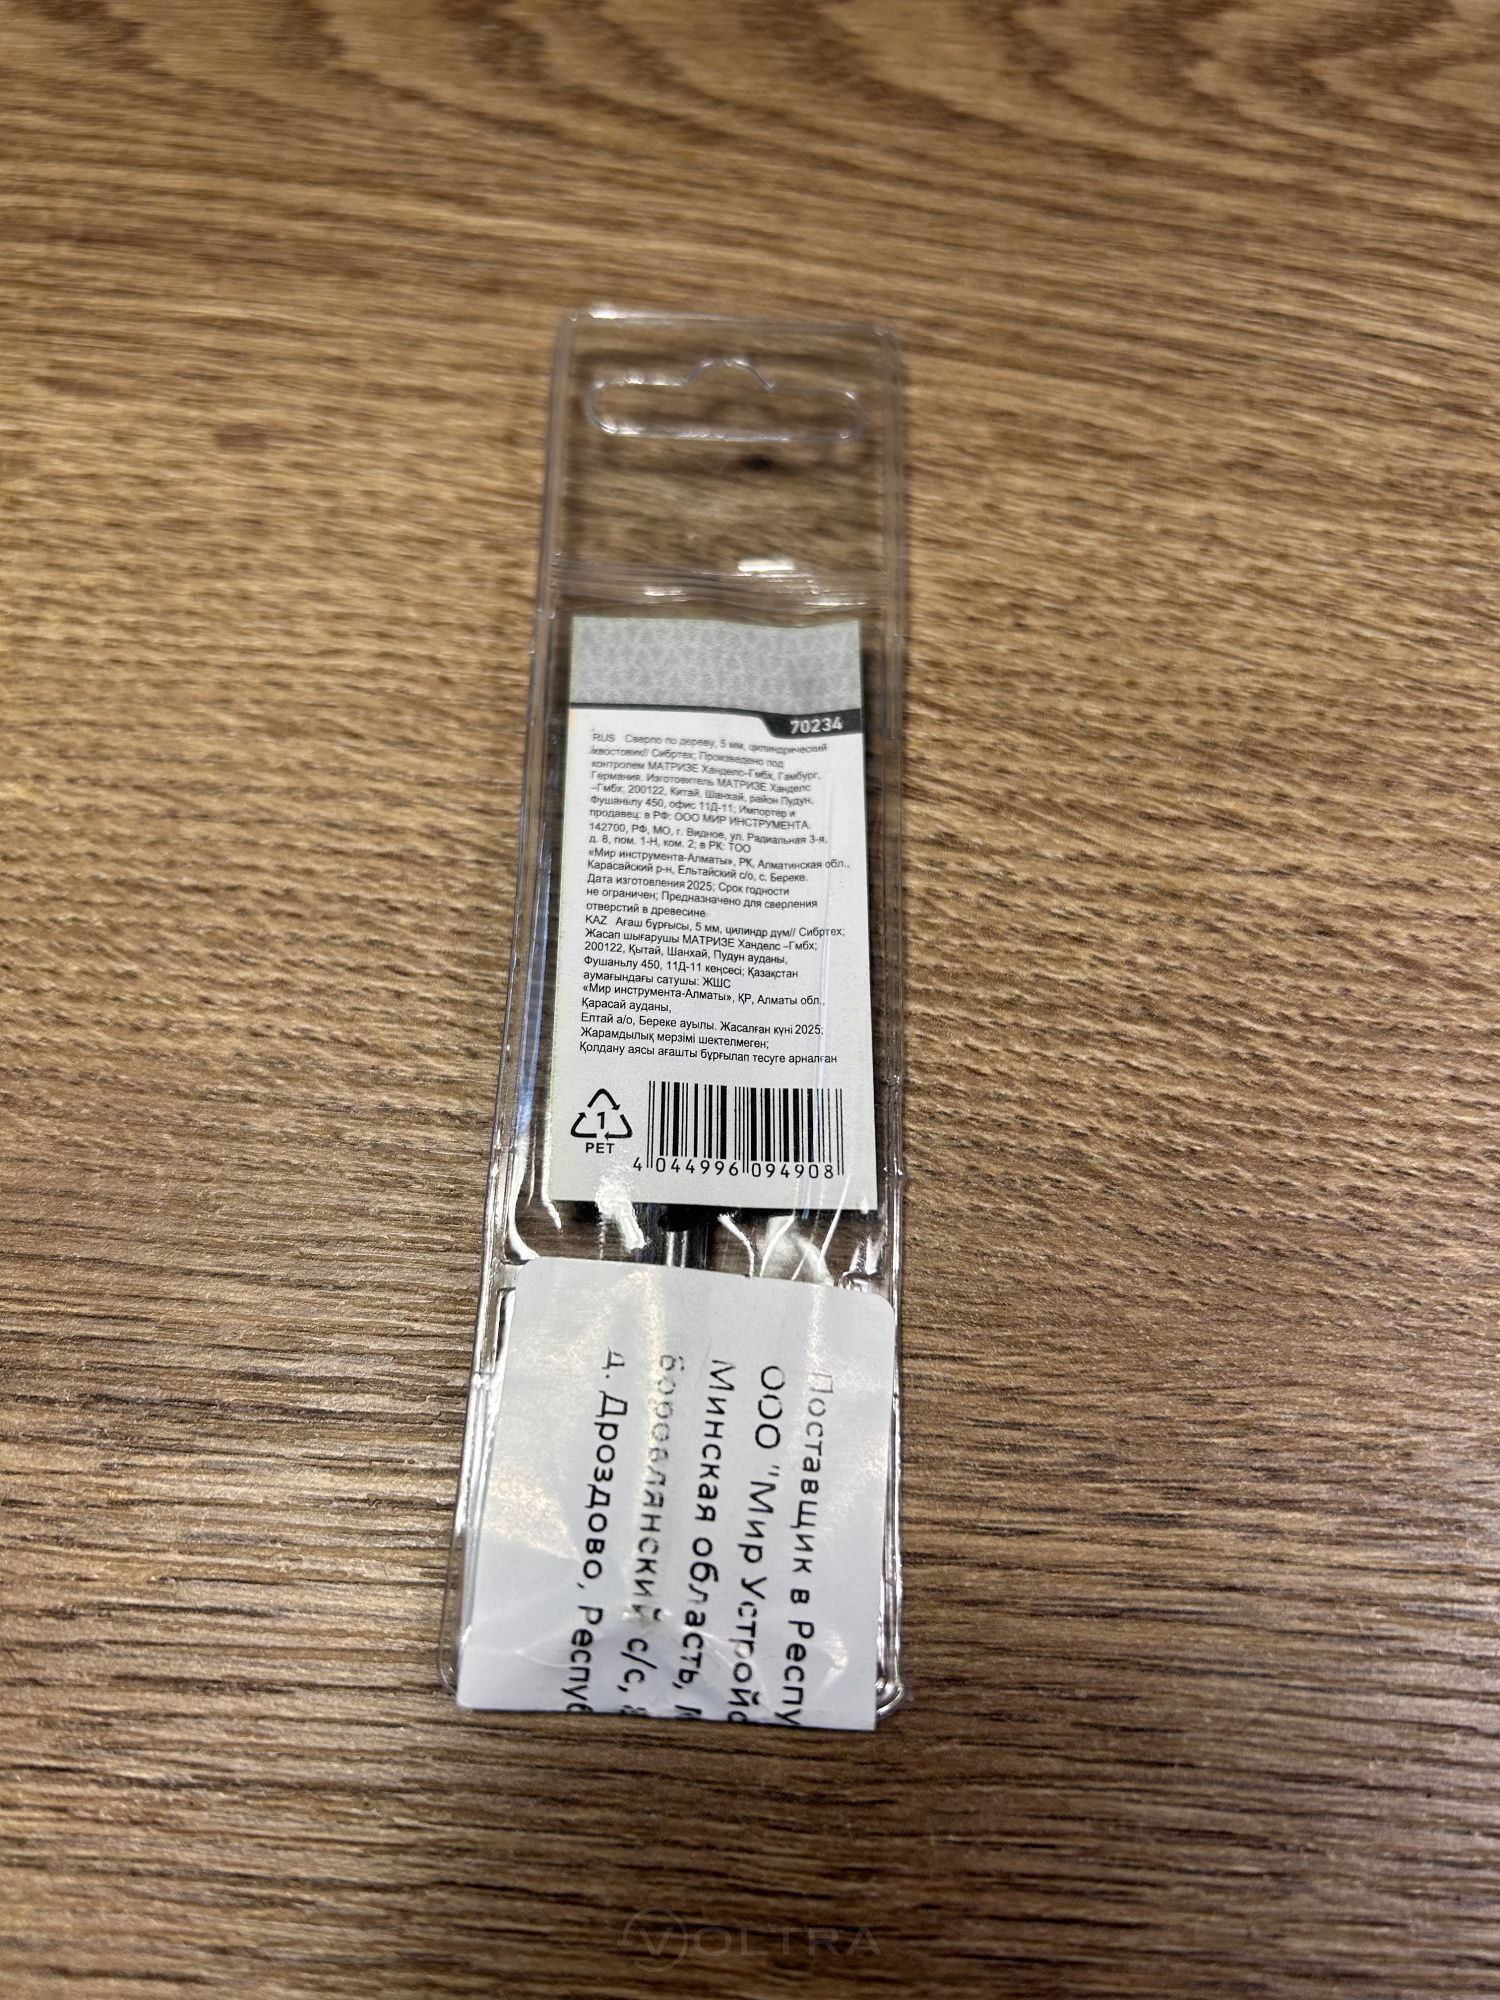 70234
RUS Сверло по дереву, 5 мм, цилиндрический
хвостовик// Сибртех; Произведено под
контролем МАТРИЗЕ Ханделс-Гмбх, Гамбург,
Германия. Изготовитель МАТРИЗЕ Ханделс
–Гмбх; 200122, Китай, Шанхай, район Пудун,
Фушаньлу 450, офис 11Д-11; Импортер и
продавец: в РФ: ООО МИР ИНСТРУМЕНТА.
142700, РФ, МО, г. Видное, ул. Радиальная 3-я,
д. 8, пом. 1-Н, ком. 2; в РК: ТОО
«Мир инструмента-Алматы», РК, Алматинская обл.,
Карасайский р-н, Ельтайский с/о, с. Береке.
Дата изготовления 2025; Срок годности
не ограничен; Предназначено для сверления
отверстий в древесине
KAZ Ағаш бұрғысы, 5 мм, цилиндр дүм// Сибртех;
Жасап шығарушы МАТРИЗЕ Ханделс –Гмбх;
200122, Қытай, Шанхай, Пудун ауданы,
Фушаньлу 450, 11Д-11 кеңсесі; Қазақстан
аумағындағы сатушы: ЖШС
«Мир инструмента-Алматы», ҚР, Алматы обл.,
Қарасай ауданы,
Елтай а/о, Береке ауылы. Жасалған күні 2025;
Жарамдылық мерзімі шектелмеген;
Қолдану аясы ағашты бұрғылап тесуге арналған
1
PET
4 044996 094908
Поставщик в Респу
ООО "Мир Устройс
Минская область, М
Боровлянский с/с, 8
д. Дроздово, Респуб
VOLTRA